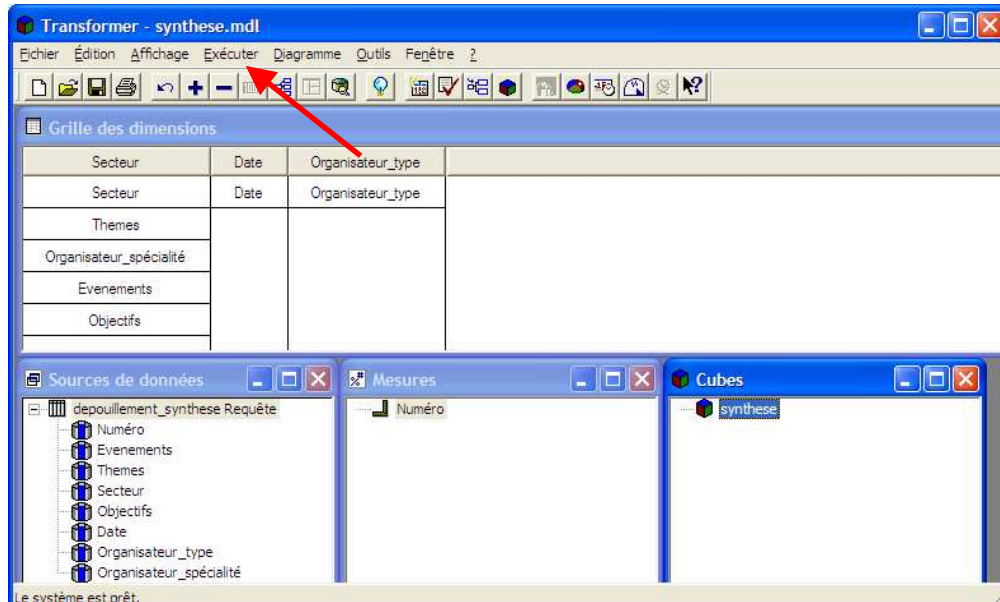 Transformer - synthese.mdl
Fichier Édition Affichage Exécuter Diagramme Outils Fenêtre ?
Grille des dimensions
Secteur Date Organisateur_type
Secteur Date Organisateur_type
Themes
Organisateur_spécialité
Evenements
Objectifs
Sources de données
depouillement_synthese Requête
Numéro
Evenements
Themes
Secteur
Objectifs
Date
Organisateur_type
Organisateur_spécialité
Mesures
Numéro
Cubes
synthese
Le système est prêt.